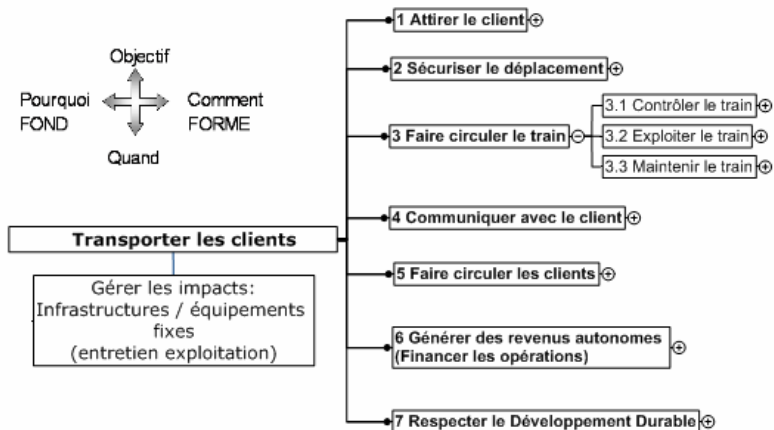 Objectif
Pourquoi
FOND
Comment
FORME
Quand
Transporter les clients
Gérer les impacts:
Infrastructures / équipements
fixes
(entretien exploitation)
1 Attirer le client
2 Sécuriser le déplacement
3 Faire circuler le train
3.1 Contrôler le train
3.2 Exploiter le train
3.3 Maintenir le train
4 Communiquer avec le client
5 Faire circuler les clients
6 Générer des revenus autonomes
(Financer les opérations)
7 Respecter le Développement Durable